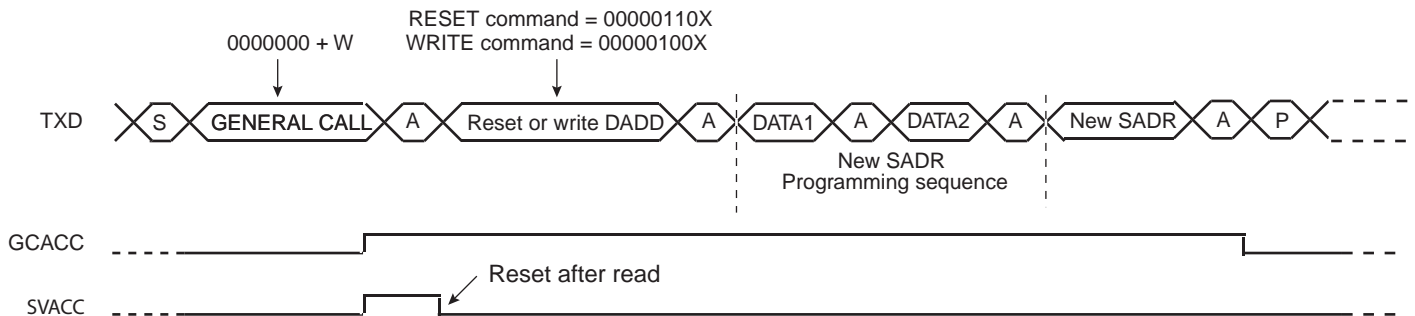 RESET command = 00000110X
0000000 + W
WRITE command = 00000100X
TXD
S
GENERAL CALL
A
Reset or write DADD
A
DATA1
A
DATA2
A
New SADR
A
P
New SADR
Programming sequence
GCACC
Reset after read
SVACC